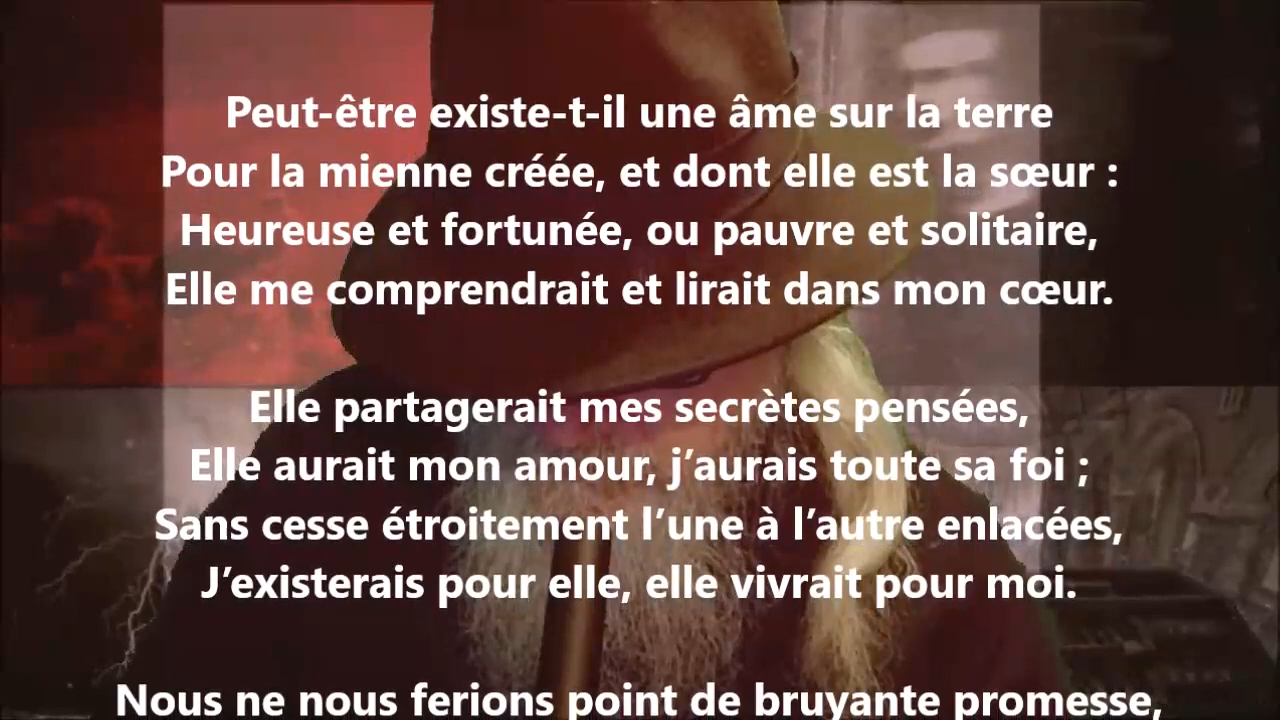 Peut-être existe-t-il une âme sur la terre
Pour la mienne créée, et dont elle est la sœur :
Heureuse et fortunée, ou pauvre et solitaire,
Elle me comprendrait et lirait dans mon cœur.
Elle partagerait mes secrètes pensées,
Elle aurait mon amour, j’aurais toute sa foi ;
Sans cesse étroitement l’une à l’autre enlacées,
J’existerais pour elle, elle vivrait pour moi.
Nous ne nous ferions point de bruyante promesse,